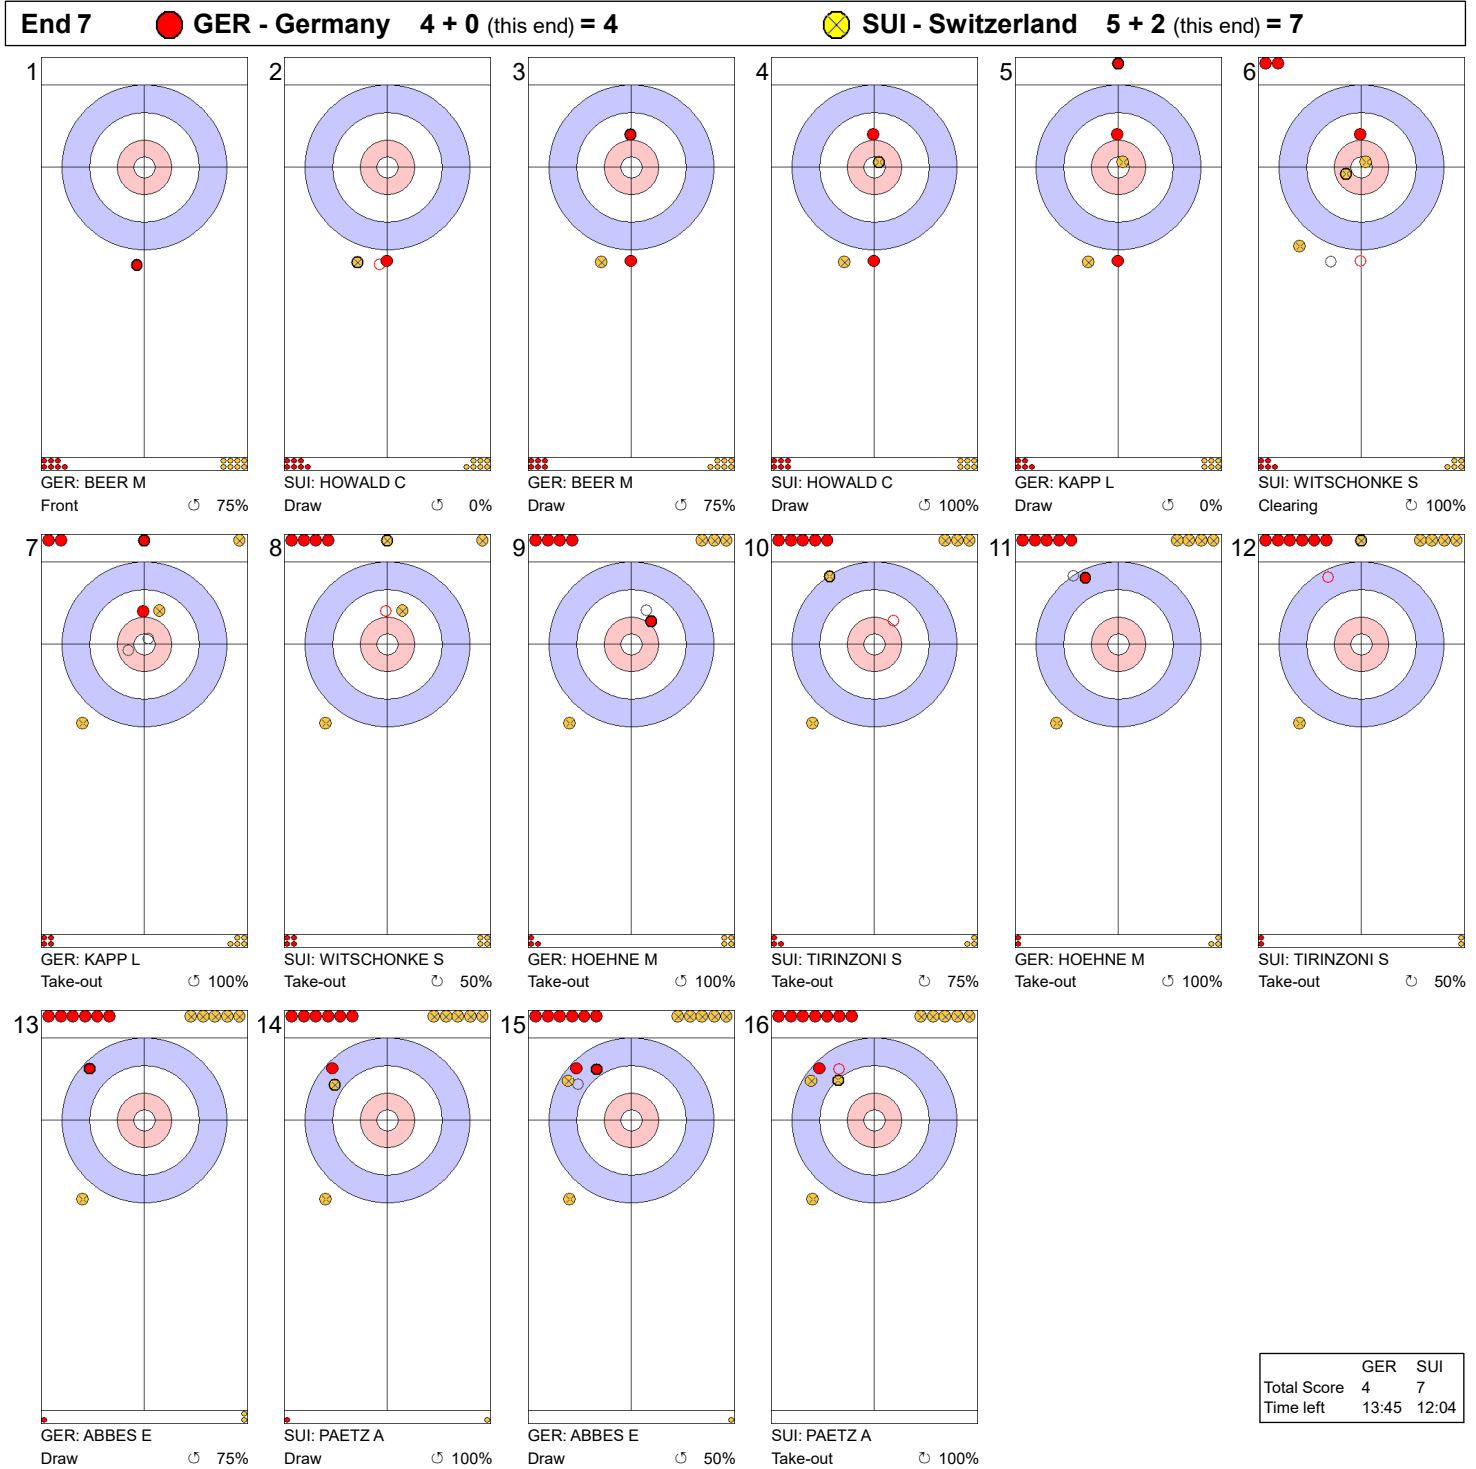 End 7 GER - Germany 4 + 0 (this end) = 4 SUI - Switzerland 5 + 2 (this end) = 7
1 2 3 4 5 6
GER: BEER M SUI: HOWALD C GER: BEER M SUI: HOWALD C GER: KAPP L SUI: WITSCHONKE S
Front ↺ 75% Draw ↺ 0% Draw ↺ 75% Draw ↺ 100% Draw ↺ 0% Clearing ↻ 100%
7 8 9 10 11 12
GER: KAPP L SUI: WITSCHONKE S GER: HOEHNE M SUI: TIRINZONI S GER: HOEHNE M SUI: TIRINZONI S
Take-out ↺ 100% Take-out ↺ 50% Take-out ↺ 100% Take-out ↻ 75% Take-out ↺ 100% Take-out ↻ 50%
13 14 15 16
GER: ABBES E SUI: PAETZ A GER: ABBES E SUI: PAETZ A
Draw ↺ 75% Draw ↺ 100% Draw ↺ 50% Take-out ↻ 100%
GER SUI
Total Score 4 7
Time left 13:45 12:04